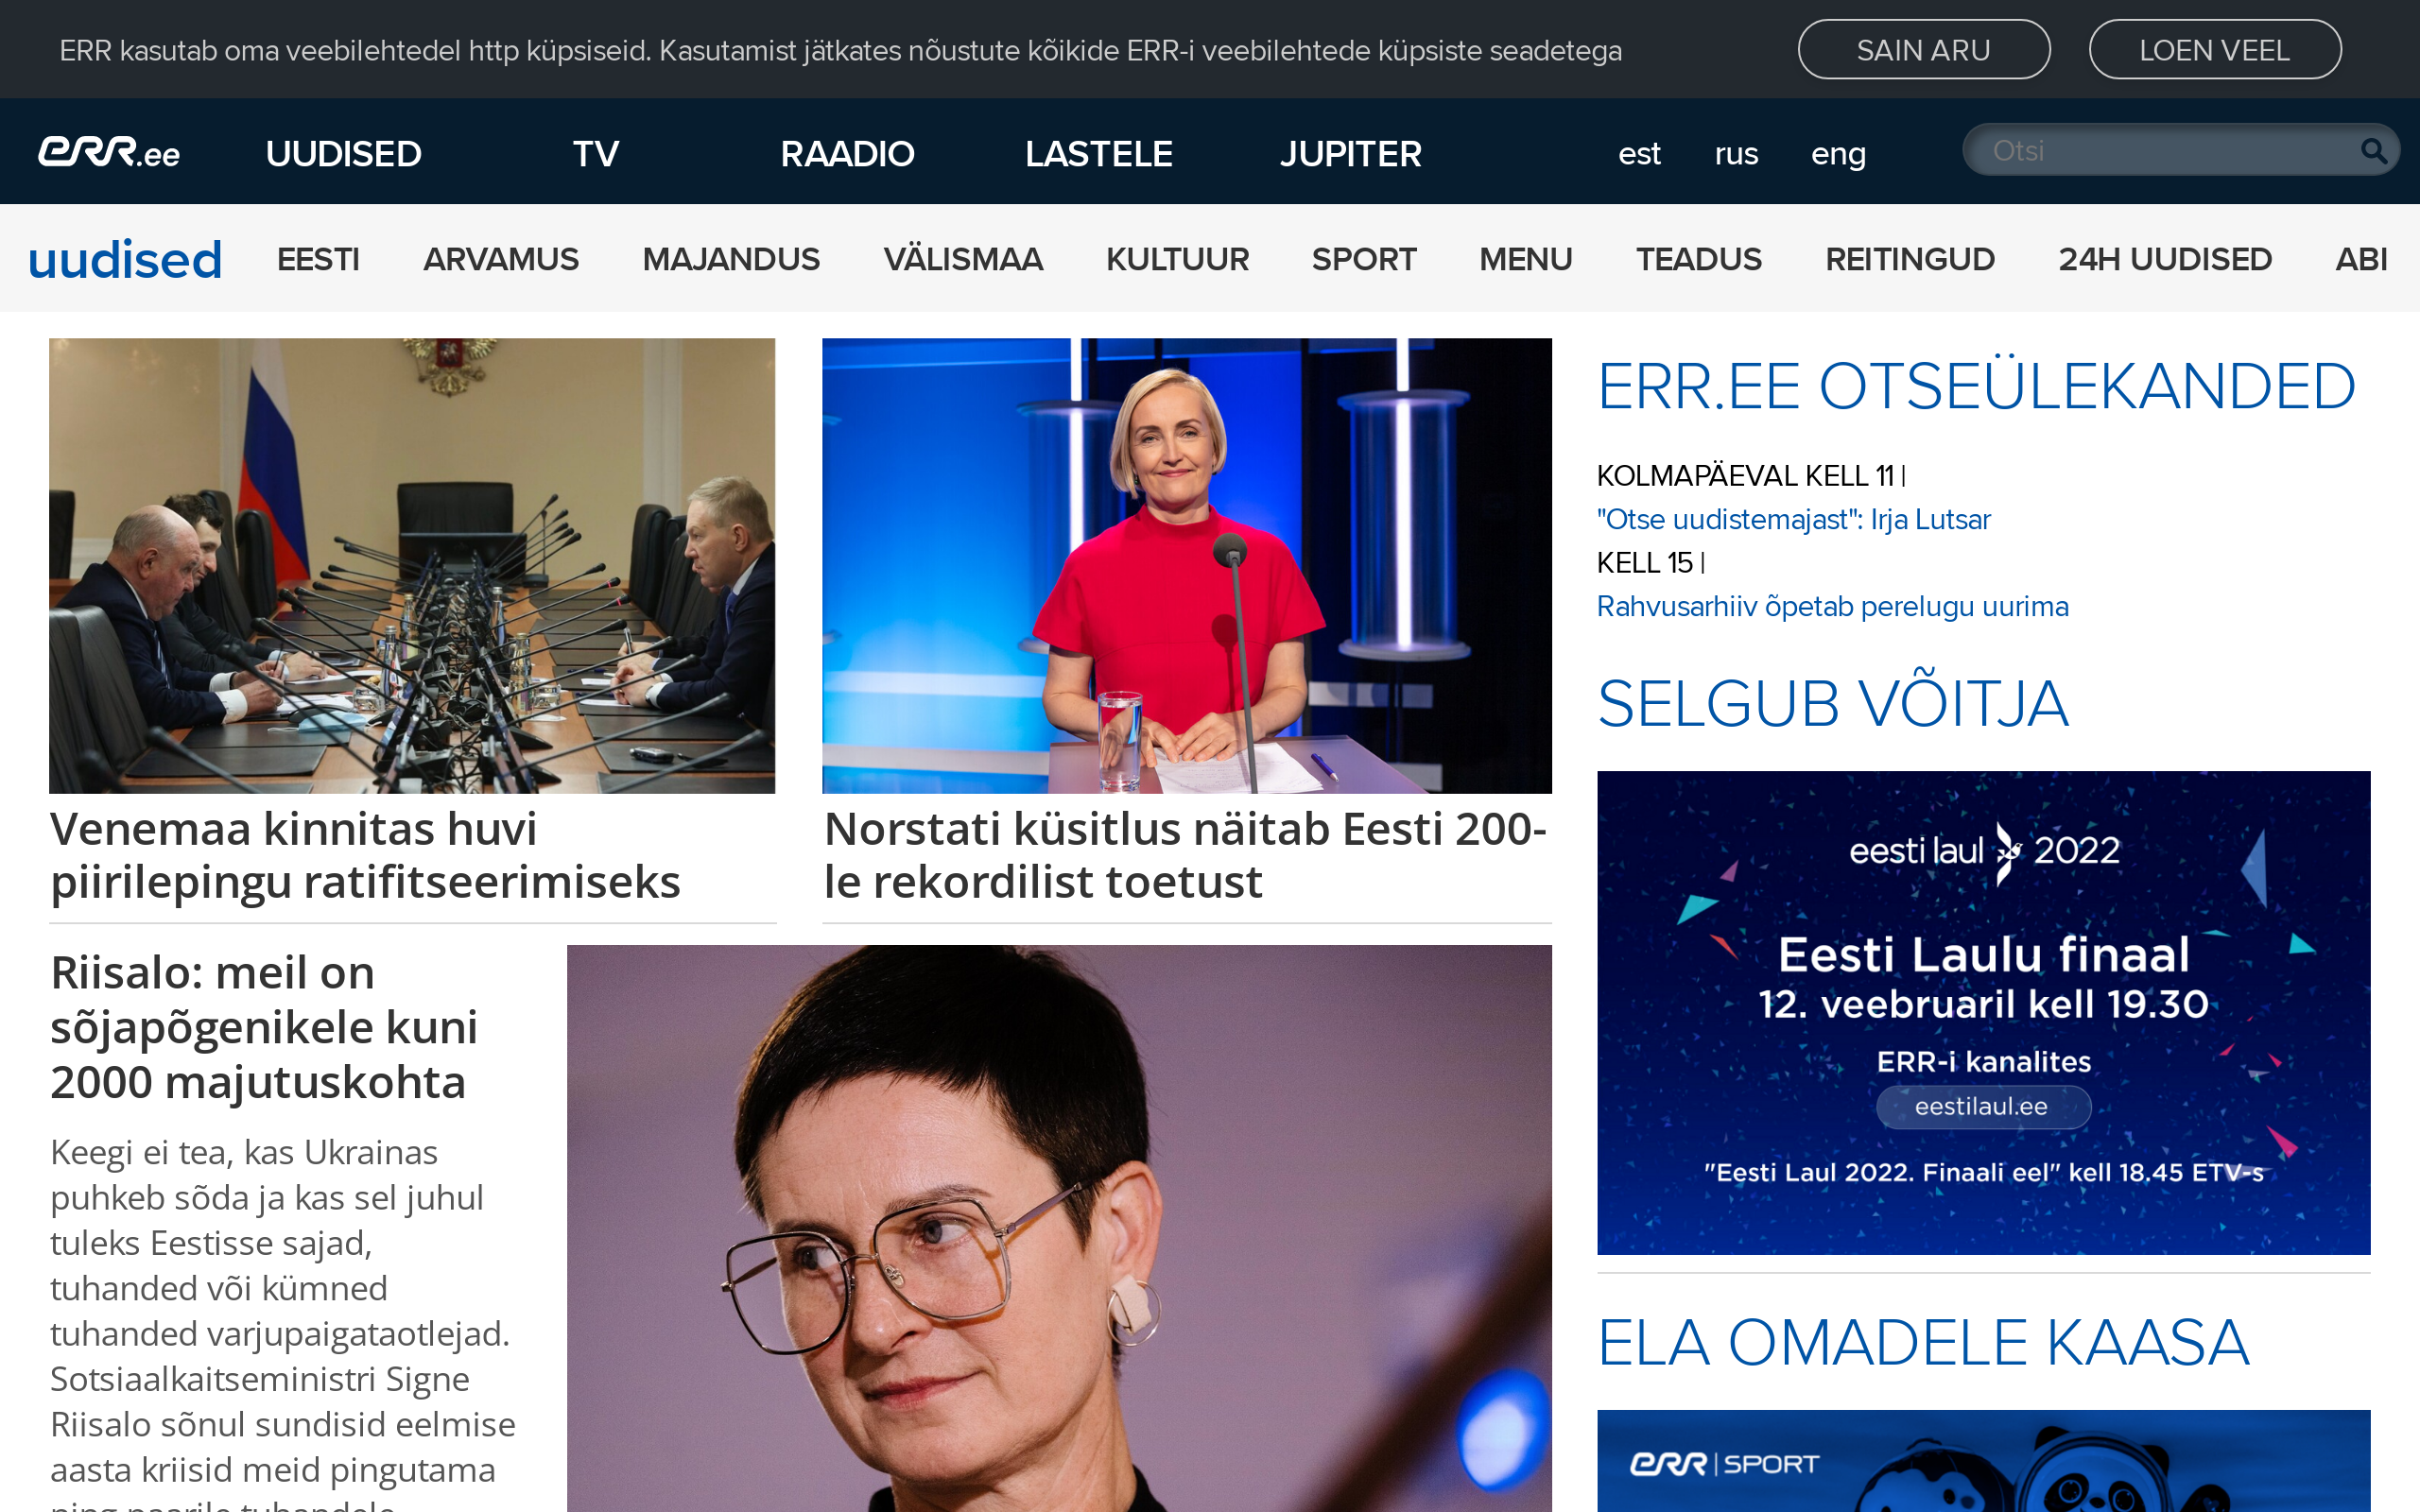 ERR kasutab oma veebilehtedel http küpsiseid. Kasutamist jätkates nõustute kõikide ERR-i veebilehtede küpsiste seadetega
SAIN ARU
LOEN VEEL
err.ee
UUDISED
TV
RAADIO
LASTELE
JUPITER
est
rus
eng
Otsi
uudised
EESTI
ARVAMUS
MAJANDUS
VÄLISMAA
KULTUUR
SPORT
MENU
TEADUS
REITINGUD
24H UUDISED
ABI
Venemaa kinnitas huvi
piirilepingu ratifitseerimiseks
Norstati küsitlus näitab Eesti 200-
le rekordilist toetust
Riisalo: meil on
sõjapõgenikele kuni
2000 majutuskohta
Keegi ei tea, kas Ukrainas
puhkeb sõda ja kas sel juhul
tuleks Eestisse sajad,
tuhanded või kümned
tuhanded varjupaigataotlejad.
Sotsiaalkaitseministri Signe
Riisalo sõnul sundisid eelmise
aasta kriisid meid pingutama
ning paarile tuhandele
ERR.EE OTSEÜLEKANDED
KOLMAPÄEVAL KELL 11 |
"Otse uudistemajast": Irja Lutsar
KELL 15 |
Rahvusarhiiv õpetab perelugu uurima
SELGUB VÕITJA
eesti laul 2022
Eesti Laulu finaal
12. veebruaril kell 19.30
ERR-i kanalites
eestilaul.ee
"Eesti Laul 2022. Finaali eel" kell 18.45 ETV-s
ELA OMADELE KAASA
err | SPORT